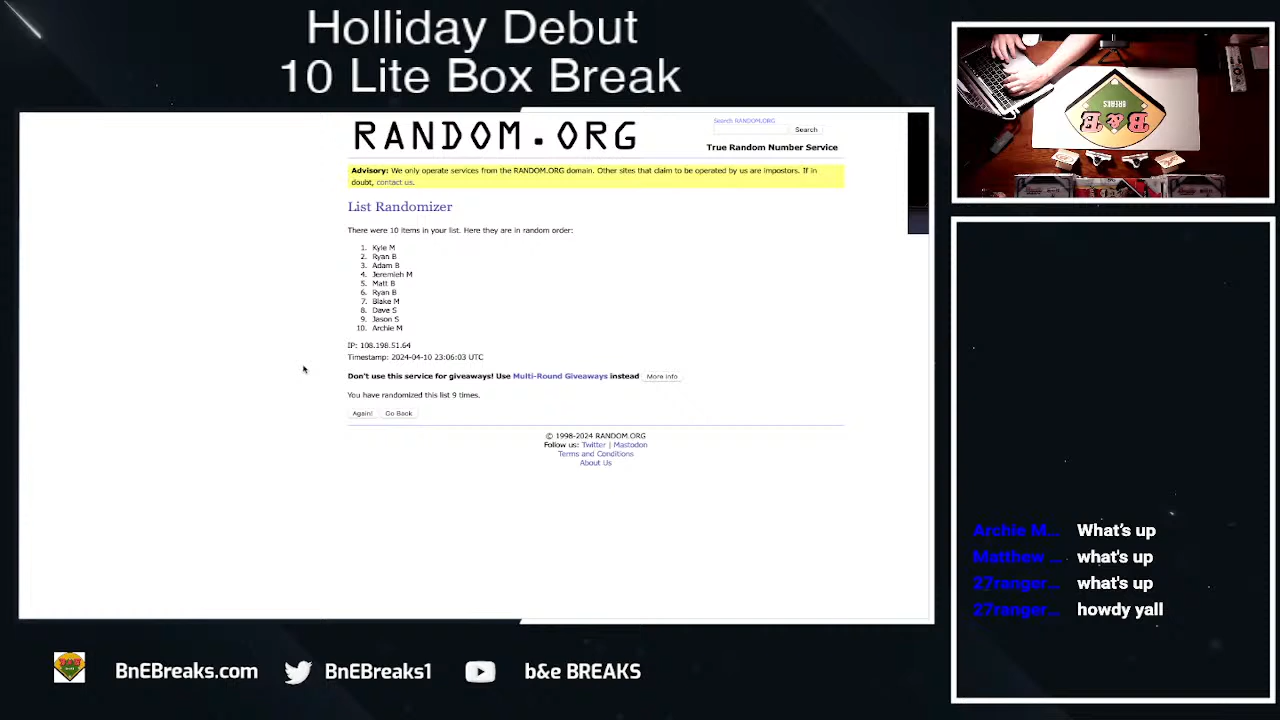 Holliday Debut
10 Lite Box Break
RANDOM.ORG
Search RANDOM.ORG
Search
True Random Number Service
Advisory: We only operate services from the RANDOM.ORG domain. Other sites that claim to be operated by us are impostors. If in
doubt, contact us.
List Randomizer
There were 10 items in your list. Here they are in random order:
1. Kyle M
2. Ryan B
3. Adam B
4. Jeremieh M
5. Matt B
6. Ryan B
7. Blake M
8. Dave S
9. Jason S
10. Archie M
IP: 108.198.51.64
Timestamp: 2024-04-10 23:06:03 UTC
Don't use this service for giveaways! Use Multi-Round Giveaways instead More info
You have randomized this list 9 times.
Again! Go Back
© 1998-2024 RANDOM.ORG
Follow us: Twitter | Mastodon
Terms and Conditions
About Us
B&E
BREAKS
Archie M... What's up
Matthew ... what's up
27ranger... what's up
27ranger... howdy yall
BnEBreaks.com BnEBreaks1 b&e BREAKS